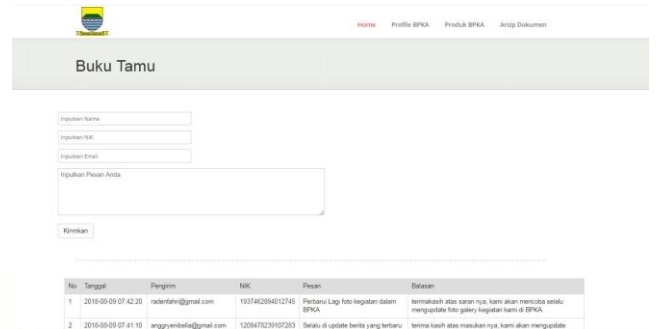 Home Profile BPKA Produk BPKA Arsip Dokumen
Buku Tamu
Inputkan Nama
Inputkan NIK
Inputkan Email
Inputkan Pesan Anda
Kirimkan
No Tanggal Pengirim NIK Pesan Balasan
1 2018-08-09 07:42:20 radenfahri@gmail.com 1937462894012745 Perbarui Lagi foto kegiatan dalam terimakasih atas saran nya, kami akan mencoba selalu
BPKA mengupdate foto galery kegiatan kami di BPKA
2 2018-08-09 07:41:10 anggryenibella@gmail.com 1209478239107283 Selalu di update berita yang terbaru terima kasih atas masukan nya, kami akan mengupdate